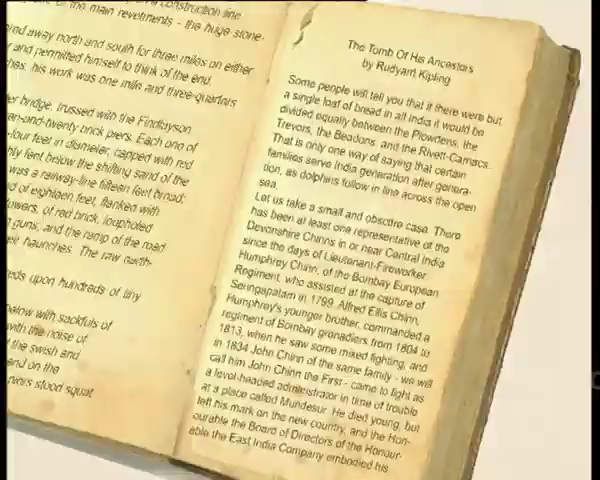 construction line
of the main revetments - the huge stone-
away north and south for three miles on either
and permitted himself to think of the end.
his work was one mile and three-quarters
bridge, trussed with the Findlayson
-and-twenty brick piers. Each one of
-four feet in diameter, capped with red
feet below the shifting sand of the
was a railway-line fifteen feet broad;
of eighteen feet, flanked with
towers, of red brick, loopholed
guns, and the ramp of the road
haunches. The raw earth-
upon hundreds of tiny
below with sackfuls of
with the noise of
the swish and
and on the
stood squat
The Tomb Of His Ancestors
by Rudyard Kipling
Some people will tell you that if there were but
a single loaf of bread in all India it would be
divided equally between the Plowdens, the
Trevors, the Beadons, and the Rivett-Carnacs.
That is only one way of saying that certain
families serve India generation after genera-
tion, as dolphins follow in line across the open
sea.
Let us take a small and obscure case. There
has been at least one representative of the
Devonshire Chinns in or near Central India
since the days of Lieutenant-Fireworker
Humphrey Chinn, of the Bombay European
Regiment, who assisted at the capture of
Seringapatam in 1799. Alfred Ellis Chinn,
Humphrey's younger brother, commanded a
regiment of Bombay grenadiers from 1804 to
1813, when he saw some mixed fighting, and
in 1834 John Chinn of the same family - we will
call him John Chinn the First - came to light as
a level-headed administrator in time of trouble
at a place called Mundesur. He died young, but
left his mark on the new country, and the Hon-
ourable the Board of Directors of the Honour-
able the East India Company embodied his